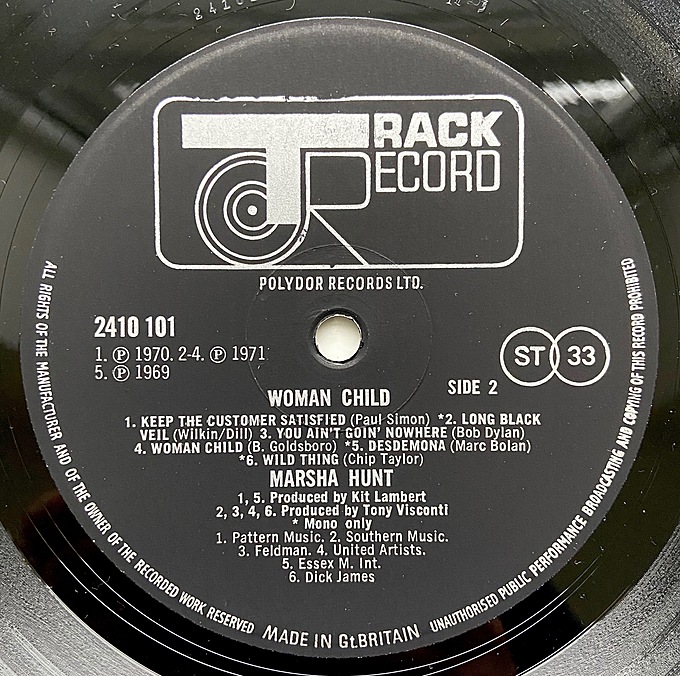 TRACK
RECORD
POLYDOR RECORDS LTD.
2410 101
1. ℗ 1970. 2-4. ℗ 1971
5. ℗ 1969
ST 33
SIDE 2
WOMAN CHILD
1. KEEP THE CUSTOMER SATISFIED (Paul Simon) *2. LONG BLACK
VEIL (Wilkin/Dill) 3. YOU AIN'T GOIN' NOWHERE (Bob Dylan)
4. WOMAN CHILD (B. Goldsboro) *5. DESDEMONA (Marc Bolan)
*6. WILD THING (Chip Taylor)
MARSHA HUNT
1, 5. Produced by Kit Lambert
2, 3, 4, 6. Produced by Tony Visconti
* Mono only
1. Pattern Music. 2. Southern Music.
3. Feldman. 4. United Artists.
5. Essex M. Int.
6. Dick James
ALL RIGHTS OF THE MANUFACTURER AND OF THE OWNER OF THE RECORDED WORK RESERVED
MADE IN Gt.BRITAIN
UNAUTHORISED PUBLIC PERFORMANCE BROADCASTING AND COPYING OF THIS RECORD PROHIBITED